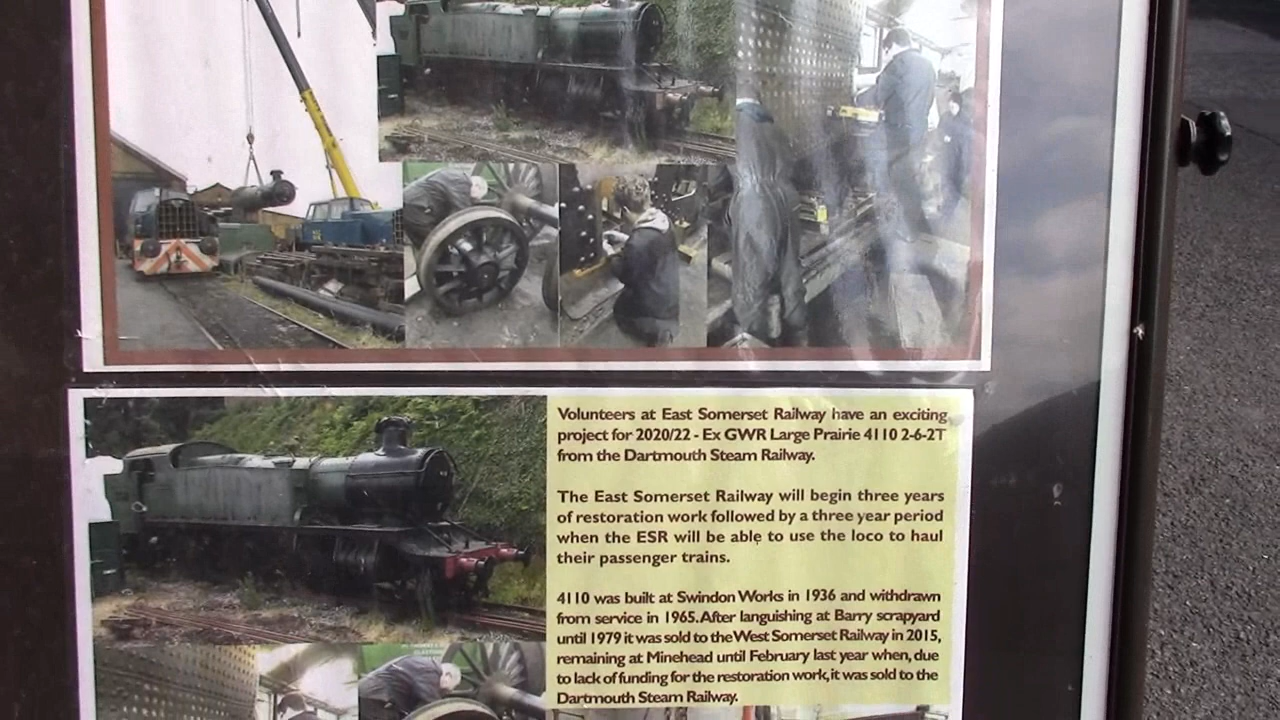 Volunteers at East Somerset Railway have an exciting
project for 2020/22 - Ex GWR Large Prairie 4110 2-6-2T
from the Dartmouth Steam Railway.
The East Somerset Railway will begin three years
of restoration work followed by a three year period
when the ESR will be able to use the loco to haul
their passenger trains.
4110 was built at Swindon Works in 1936 and withdrawn
from service in 1965. After languishing at Barry scrapyard
until 1979 it was sold to the West Somerset Railway in 2015,
remaining at Minehead until February last year when, due
to lack of funding for the restoration work, it was sold to the
Dartmouth Steam Railway.